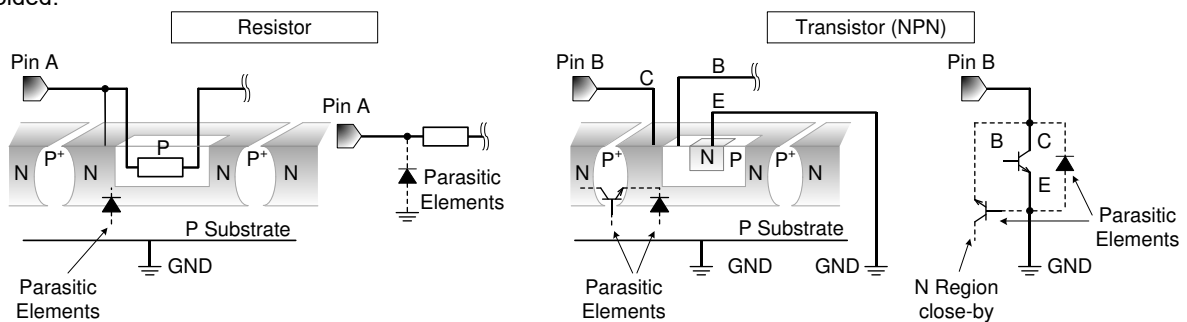 Resistor
Transistor (NPN)
Pin A
Pin A
P
N
P+
N
N
P+
N
Parasitic
Elements
P Substrate
GND
Parasitic
Elements
Pin B
C
B
E
N
P+
N
N
P
N
P+
N
P Substrate
GND
GND
Parasitic
Elements
Pin B
B
C
E
Parasitic
Elements
GND
N Region
close-by